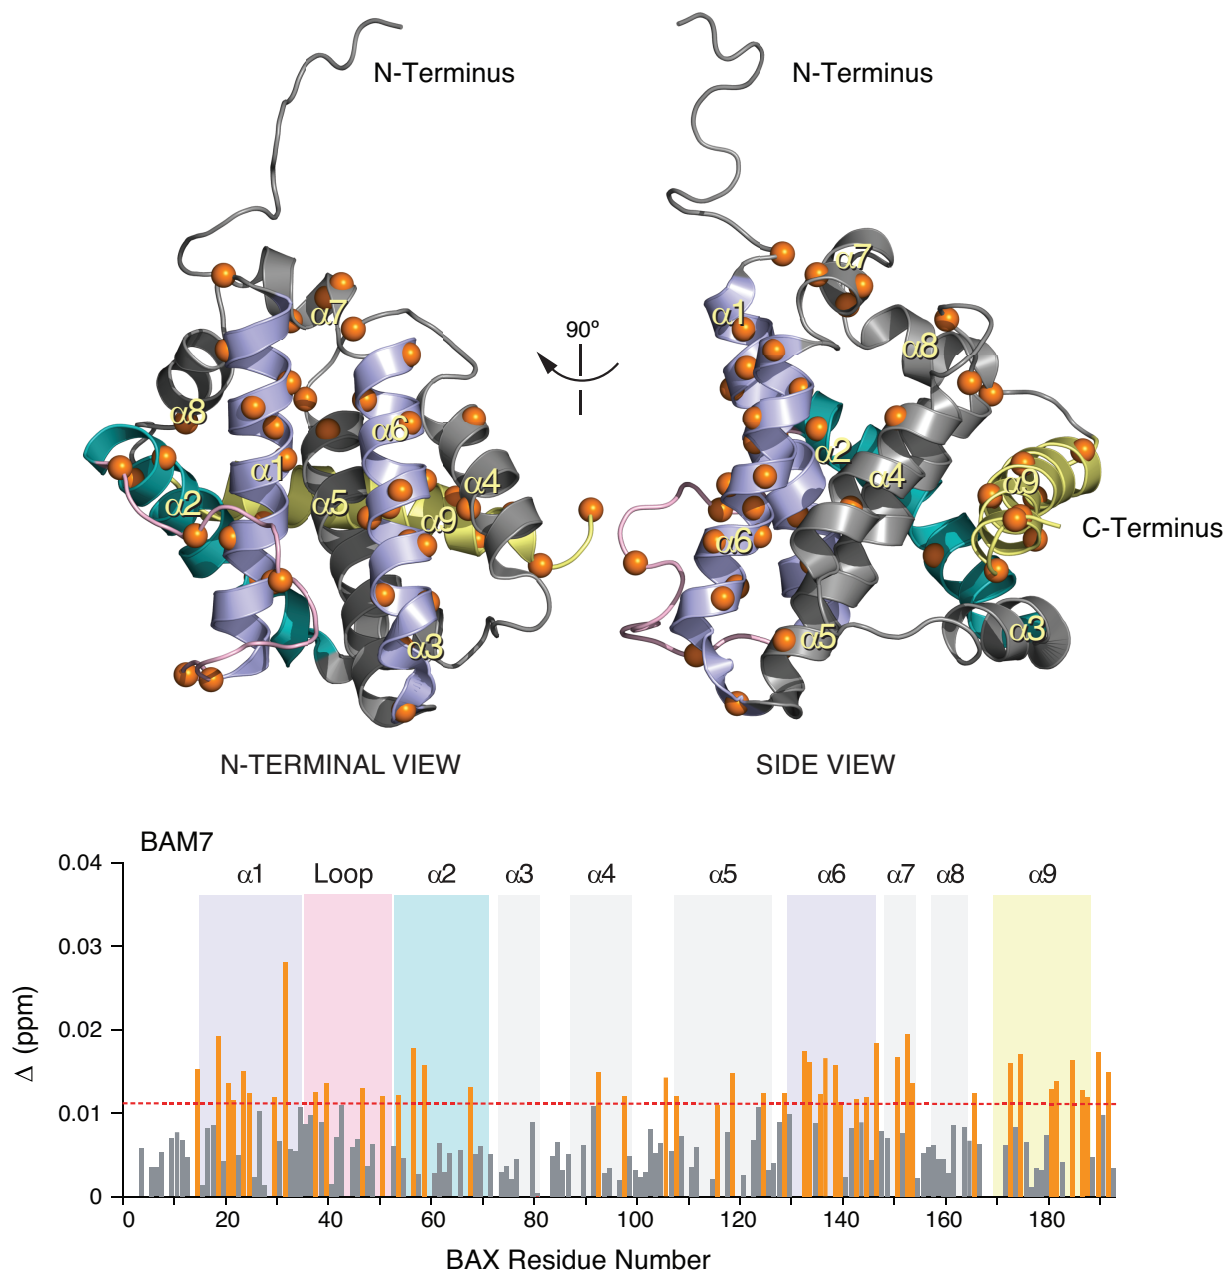 N-Terminus
N-Terminus
α7
α1
α8
α6
α2
α1
α5
α4
α9
α3
90º
α7
α1
α8
α2
α4
α9
α6
α5
α3
C-Terminus
N-TERMINAL VIEW
SIDE VIEW
BAM7
α1 Loop α2 α3 α4 α5 α6 α7 α8 α9
0.04
0.03
0.02
0.01
0
Δ (ppm)
0 20 40 60 80 100 120 140 160 180
BAX Residue Number